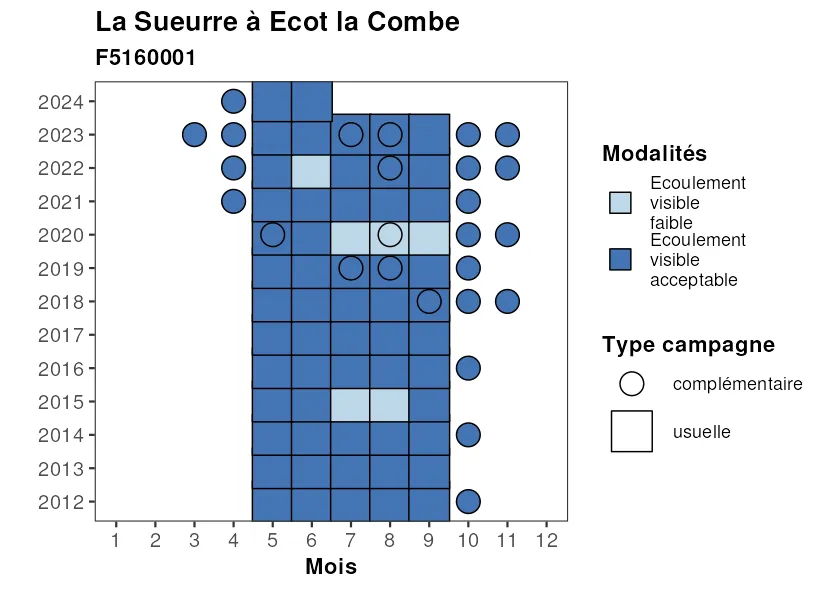 La Sueurre à Ecot la Combe
F5160001
2024
2023
2022
2021
2020
2019
2018
2017
2016
2015
2014
2013
2012
1 2 3 4 5 6 7 8 9 10 11 12
Mois
Modalités
Ecoulement
visible
faible
Ecoulement
visible
acceptable
Type campagne
complémentaire
usuelle